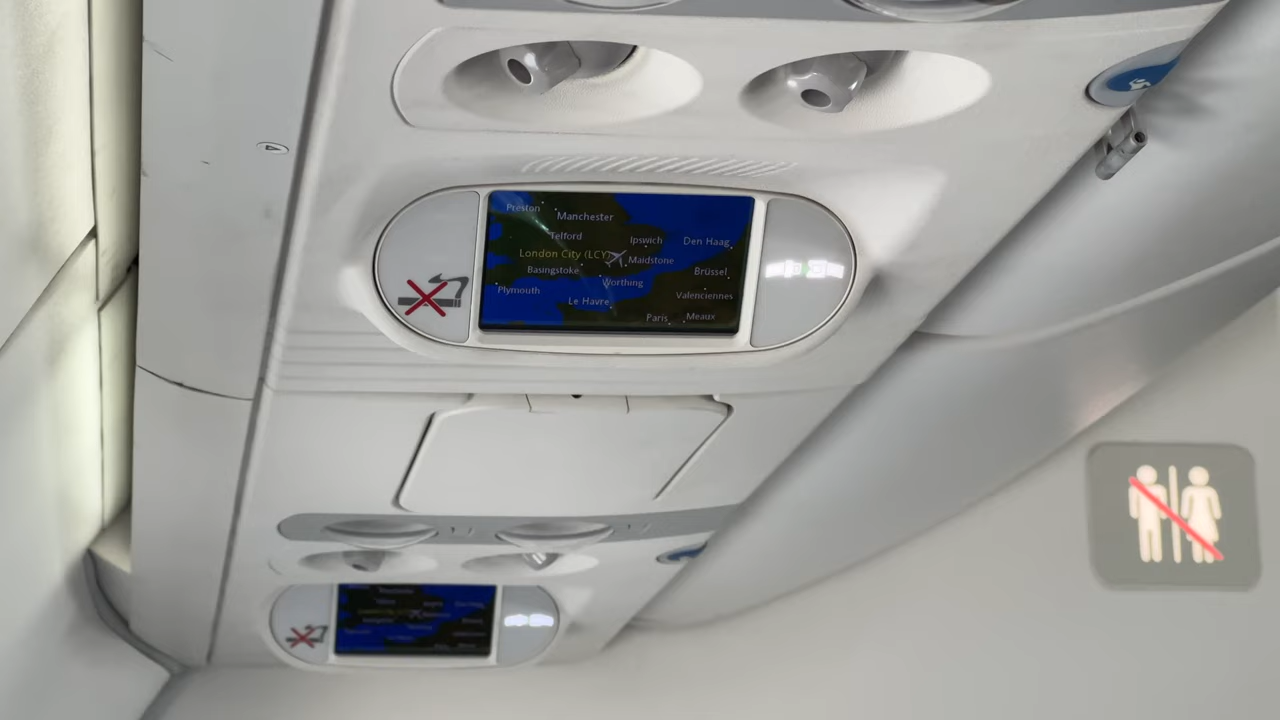 Preston
Manchester
Telford
Ipswich
Den Haag
London City (LCY)
Maidstone
Basingstoke
Brüssel
Worthing
Plymouth
Valenciennes
Le Havre
Paris
Meaux